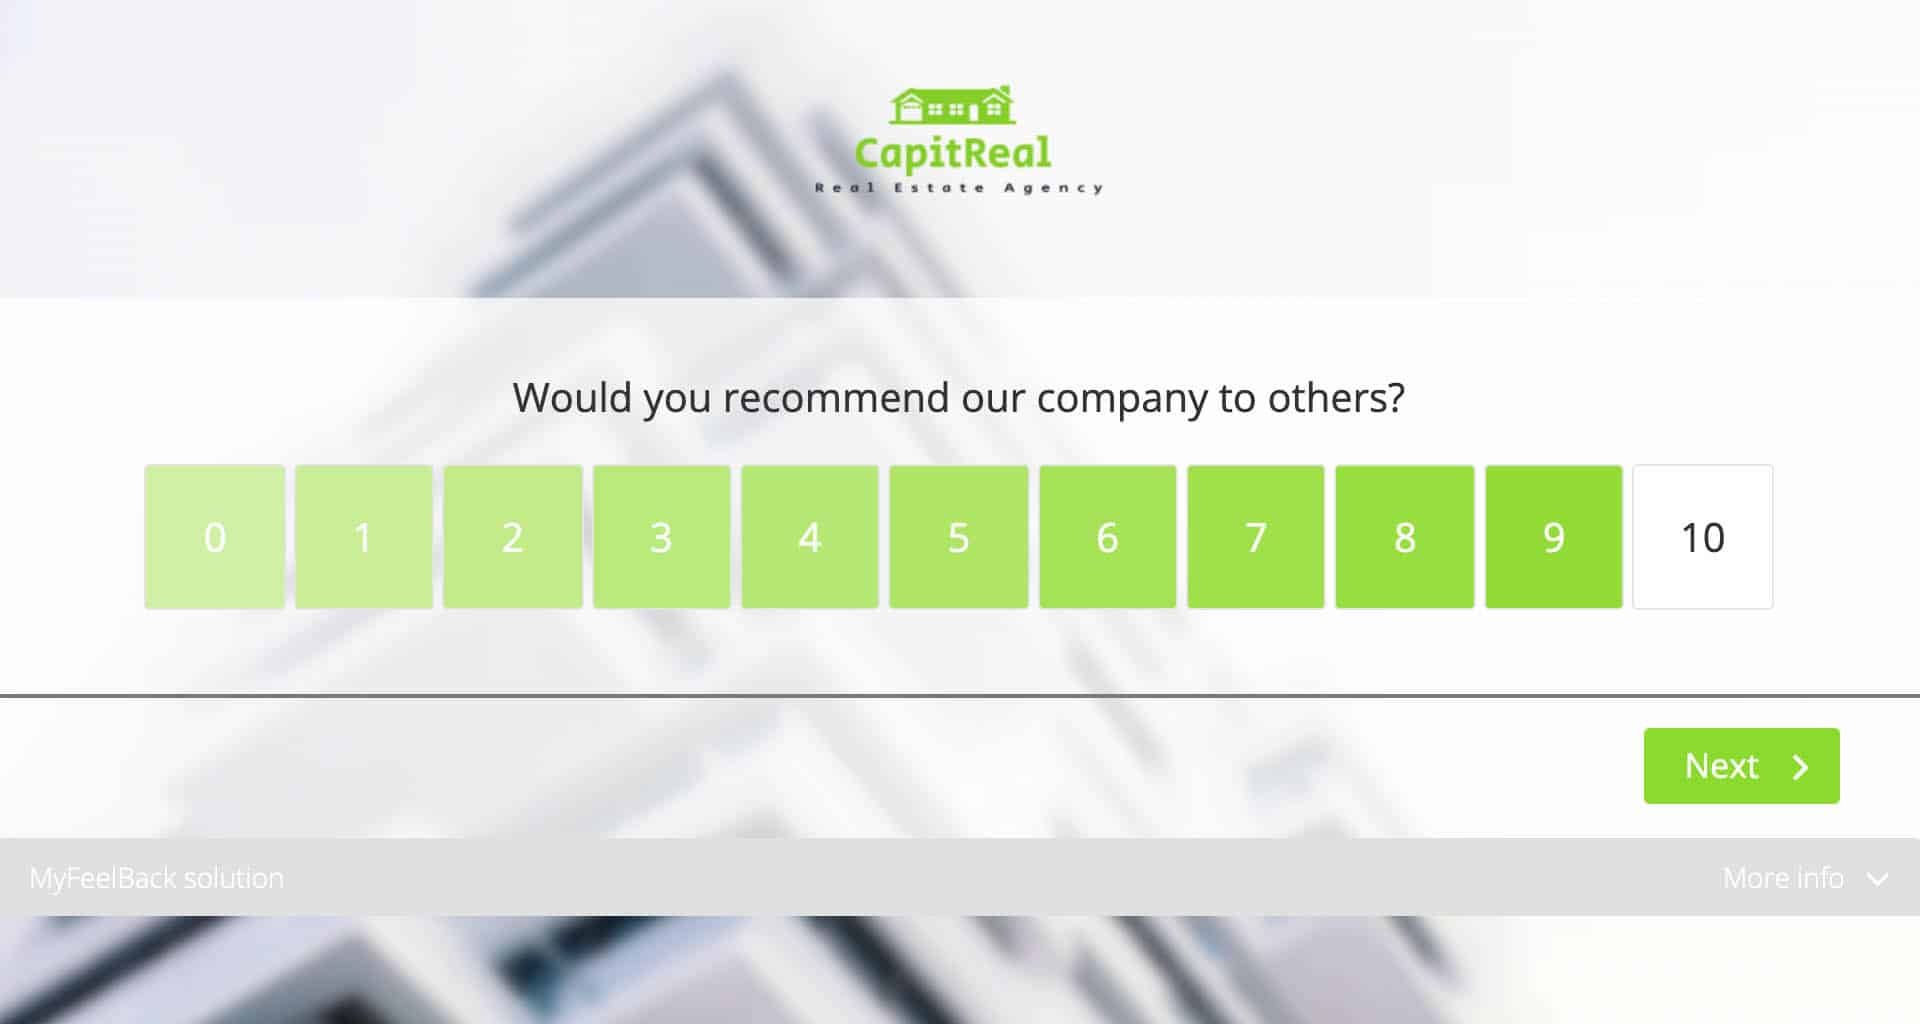 CapitReal
Real Estate Agency
Would you recommend our company to others?
0 1 2 3 4 5 6 7 8 9 10
Next
MyFeelBack solution More info